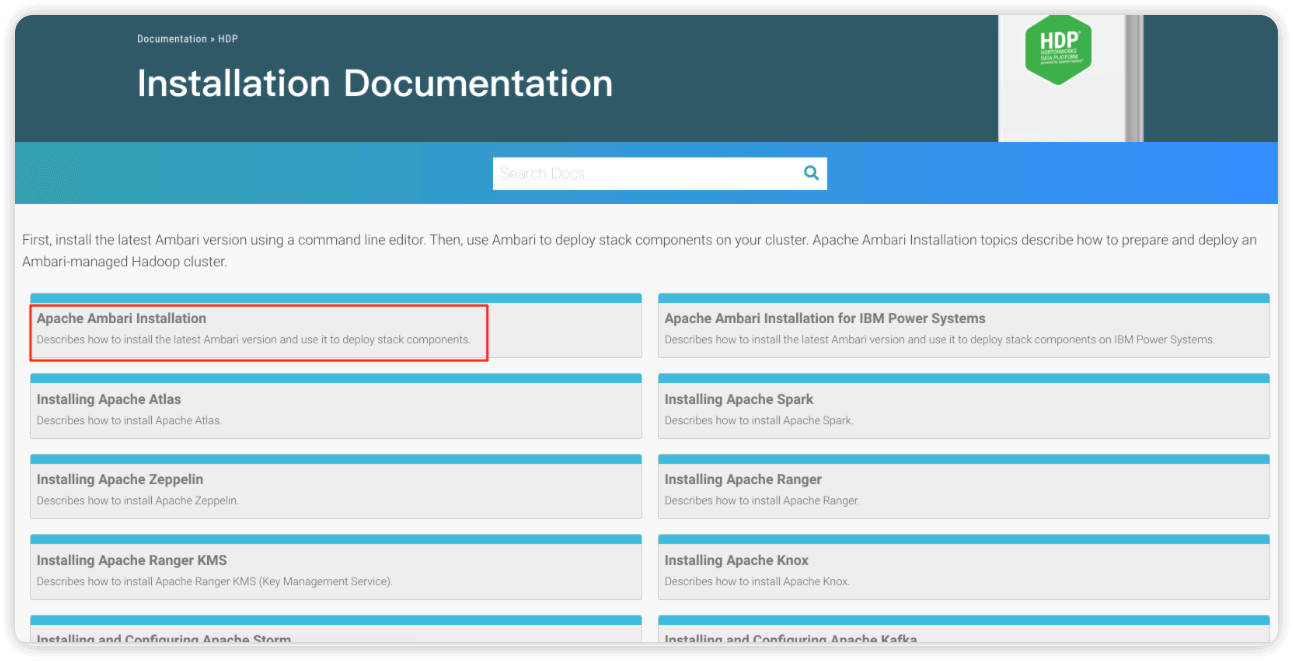 Documentation » HDP
Installation Documentation
HDP
HORTONWORKS
DATA PLATFORM
Search Docs
First, install the latest Ambari version using a command line editor. Then, use Ambari to deploy stack components on your cluster. Apache Ambari Installation topics describe how to prepare and deploy an
Ambari-managed Hadoop cluster.
Apache Ambari Installation
Describes how to install the latest Ambari version and use it to deploy stack components.
Apache Ambari Installation for IBM Power Systems
Describes how to install the latest Ambari version and use it to deploy stack components on IBM Power Systems.
Installing Apache Atlas
Describes how to install Apache Atlas.
Installing Apache Spark
Describes how to install Apache Spark.
Installing Apache Zeppelin
Describes how to install Apache Zeppelin.
Installing Apache Ranger
Describes how to install Apache Ranger.
Installing Apache Ranger KMS
Describes how to install Apache Ranger KMS (Key Management Service).
Installing Apache Knox
Describes how to install Apache Knox.
Installing and Configuring Apache Storm
Installing and Configuring Apache Kafka